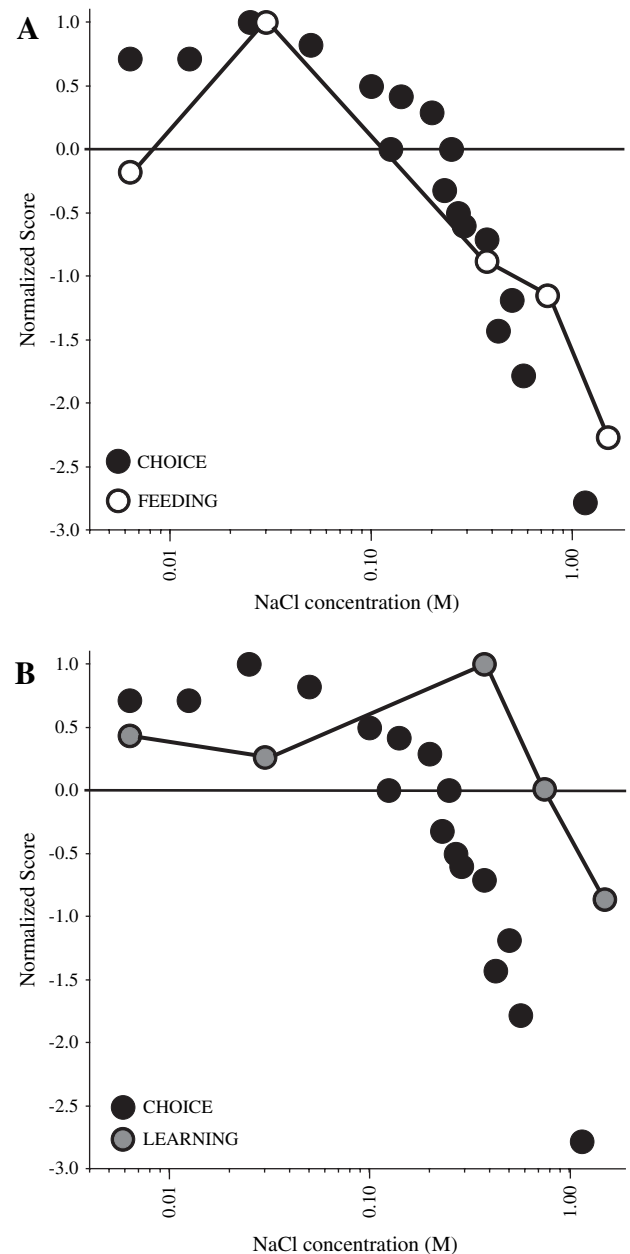 A
1.0
0.5
0.0
-0.5
-1.0
-1.5
-2.0
-2.5
-3.0
Normalized Score
CHOICE
FEEDING
0.01
0.10
1.00
NaCl concentration (M)
B
1.0
0.5
0.0
-0.5
-1.0
-1.5
-2.0
-2.5
-3.0
Normalized Score
CHOICE
LEARNING
0.01
0.10
1.00
NaCl concentration (M)